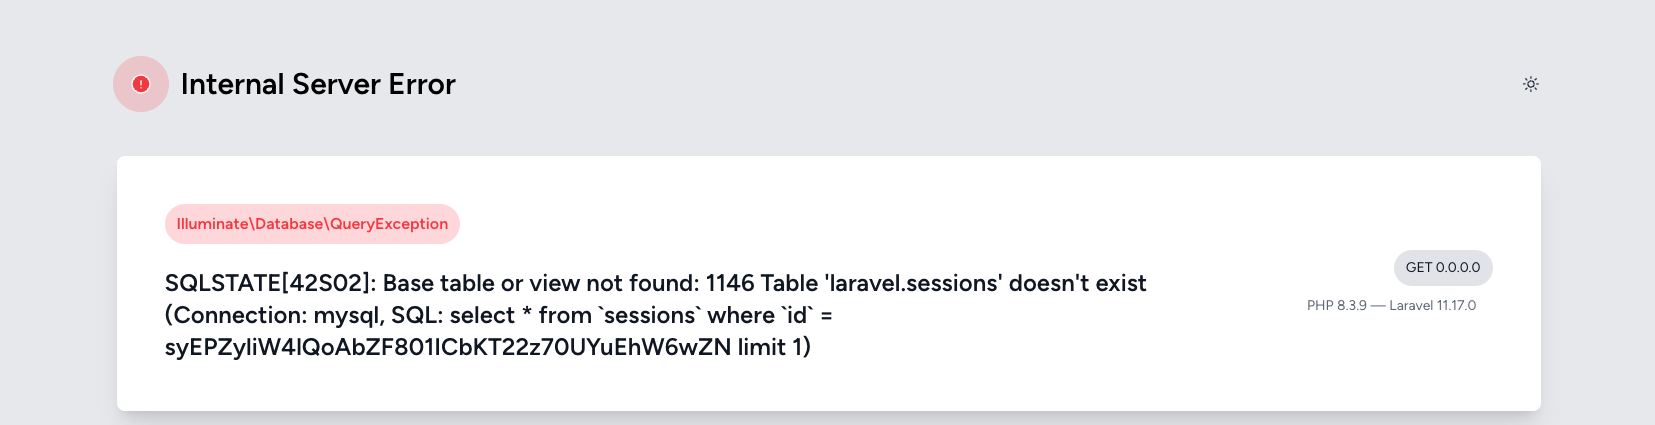 Internal Server Error
Illuminate\Database\QueryException
SQLSTATE[42S02]: Base table or view not found: 1146 Table 'laravel.sessions' doesn't exist
(Connection: mysql, SQL: select * from `sessions` where `id` =
syEPZyliW4lQoAbZF801lCbKT22z70UYuEhW6wZN limit 1)
GET 0.0.0.0
PHP 8.3.9 — Laravel 11.17.0